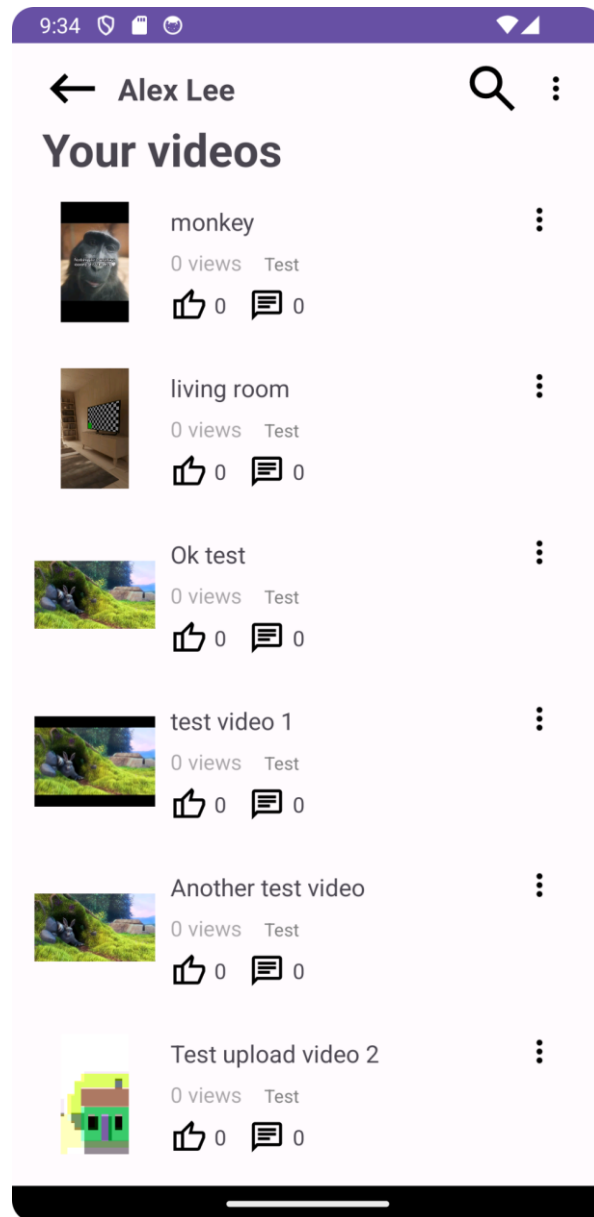 9:34
Alex Lee
Your videos
monkey
0 views Test
0 0
living room
0 views Test
0 0
Ok test
0 views Test
0 0
test video 1
0 views Test
0 0
Another test video
0 views Test
0 0
Test upload video 2
0 views Test
0 0